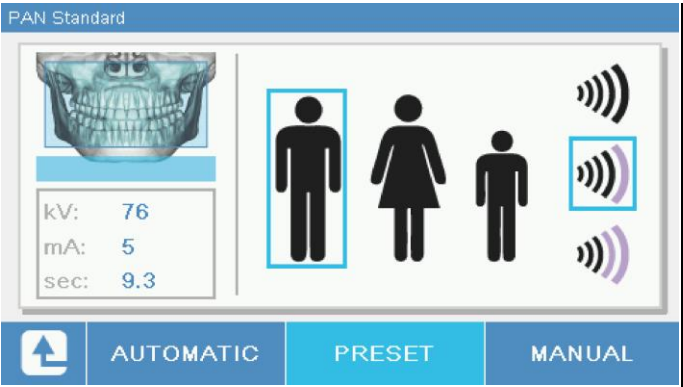 PAN Standard
kV: 76
mA: 5
sec: 9.3
AUTOMATIC
PRESET
MANUAL